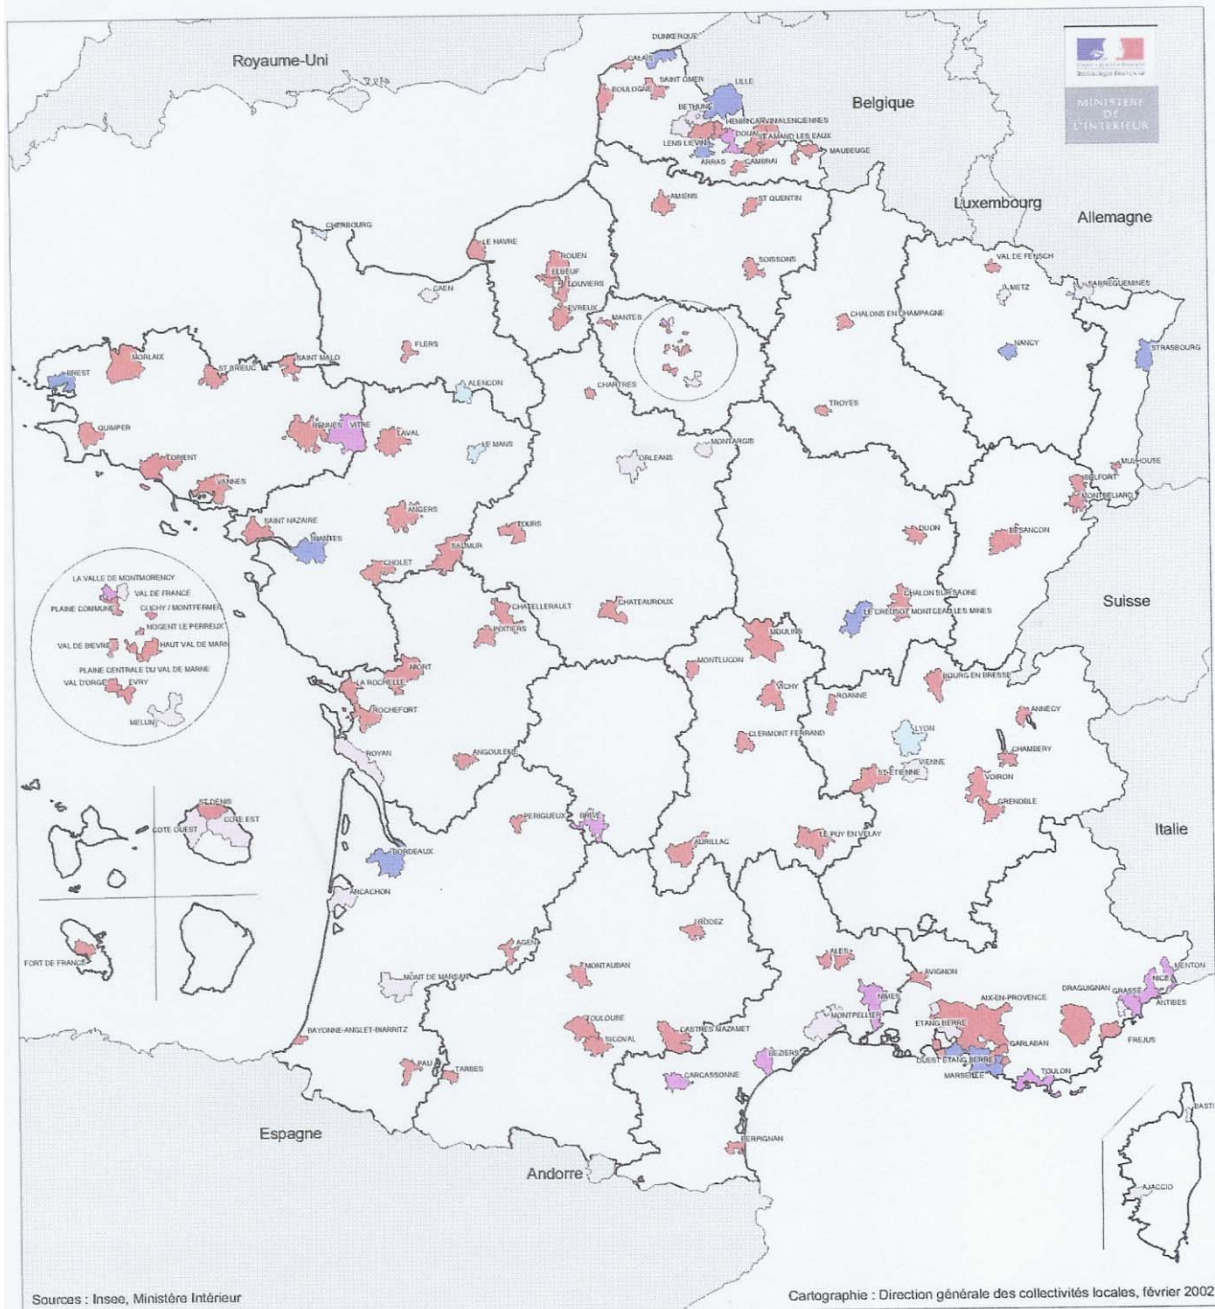 DUNKERQUE
Royaume-Uni
CALAIS
SAINT OMER
LILLE
BOULOGNE
BETHUNE
Belgique
MINISTERE
DE
L'INTERIEUR
DOUAI
ST AMAND LES EAUX
LENS LIEVIN
MAUBEUGE
ARRAS
CAMBRAI
AMIENS
ST QUENTIN
Luxembourg
Allemagne
CHERBOURG
LE HAVRE
ROUEN
ELBEUF
LOUVIERS
SOISSONS
VAL DE FENSCH
METZ
SARREGUEMINES
CAEN
EVREUX
MANTES
CHALONS EN CHAMPAGNE
NANCY
STRASBOURG
FLERS
MORLAIX
ST BRIEUC
SAINT MALO
BREST
ALENCON
CHARTRES
TROYES
QUIMPER
RENNES
VITRE
LAVAL
LE MANS
ORLEANS
MONTARGIS
LORIENT
VANNES
MULHOUSE
BELFORT
MONTBELIARD
ANGERS
SAINT NAZAIRE
NANTES
TOURS
SAUMUR
DIJON
BESANCON
CHOLET
LA VALLE DE MONTMORENCY
VAL DE FRANCE
PLAINE COMMUNE
CLICHY / MONTFERMEIL
NOGENT LE PERREUX
VAL DE BIEVRE
HAUT VAL DE MARN
PLAINE CENTRALE DU VAL DE MARNE
VAL D'ORGE
EVRY
MELUN
CHATELLERAULT
CHATEAUROUX
POITIERS
CHALON SUR SAONE
LE CREUSOT MONTCEAU LES MINES
Suisse
MOULINS
NIORT
LA ROCHELLE
ROCHEFORT
MONTLUCON
VICHY
BOURG EN BRESSE
ROANNE
ANNECY
ROYAN
ANGOULEME
CLERMONT FERRAND
LYON
VIENNE
CHAMBERY
ST ETIENNE
VOIRON
GRENOBLE
ST DENIS
COTE OUEST
COTE EST
PERIGUEUX
BRIVE
AURILLAC
LE PUY EN VELAY
Italie
BORDEAUX
ARCACHON
FORT DE FRANCE
RODEZ
AGEN
MONTAUBAN
ALES
AVIGNON
MONT DE MARSAN
NIMES
MONTPELLIER
AIX-EN-PROVENCE
DRAGUIGNAN
GRASSE
NICE
MENTON
ANTIBES
ETANG BERRE
GARLABAN
FREJUS
BAYONNE-ANGLET-BIARRITZ
TOULOUSE
SICOVAL
CASTRES MAZAMET
OUEST ETANG BERRE
MARSEILLE
TOULON
PAU
TARBES
BEZIERS
CARCASSONNE
Espagne
PERPIGNAN
Andorre
BASTI
AJACCIO
Sources : Insee, Ministère Intérieur
Cartographie : Direction générale des collectivités locales, février 2002